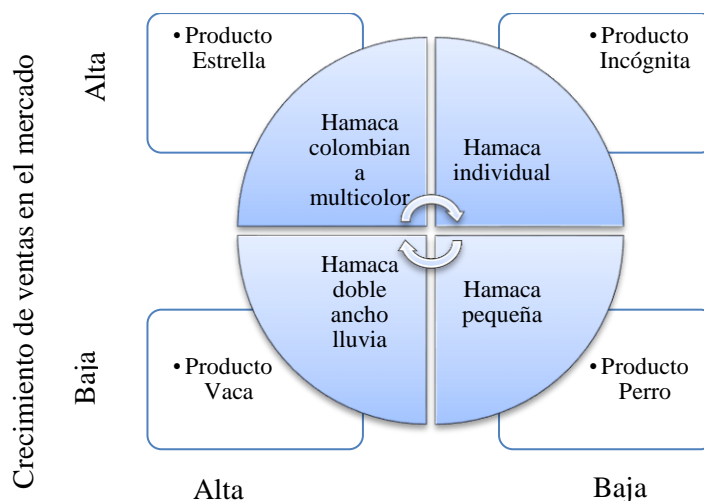 Crecimiento de ventas en el mercado
Alta
• Producto
Estrella
• Producto
Incógnita
Hamaca
colombian
a
multicolor
Hamaca
individual
Hamaca
doble
ancho
lluvia
Hamaca
pequeña
Baja
• Producto
Vaca
• Producto
Perro
Alta
Baja